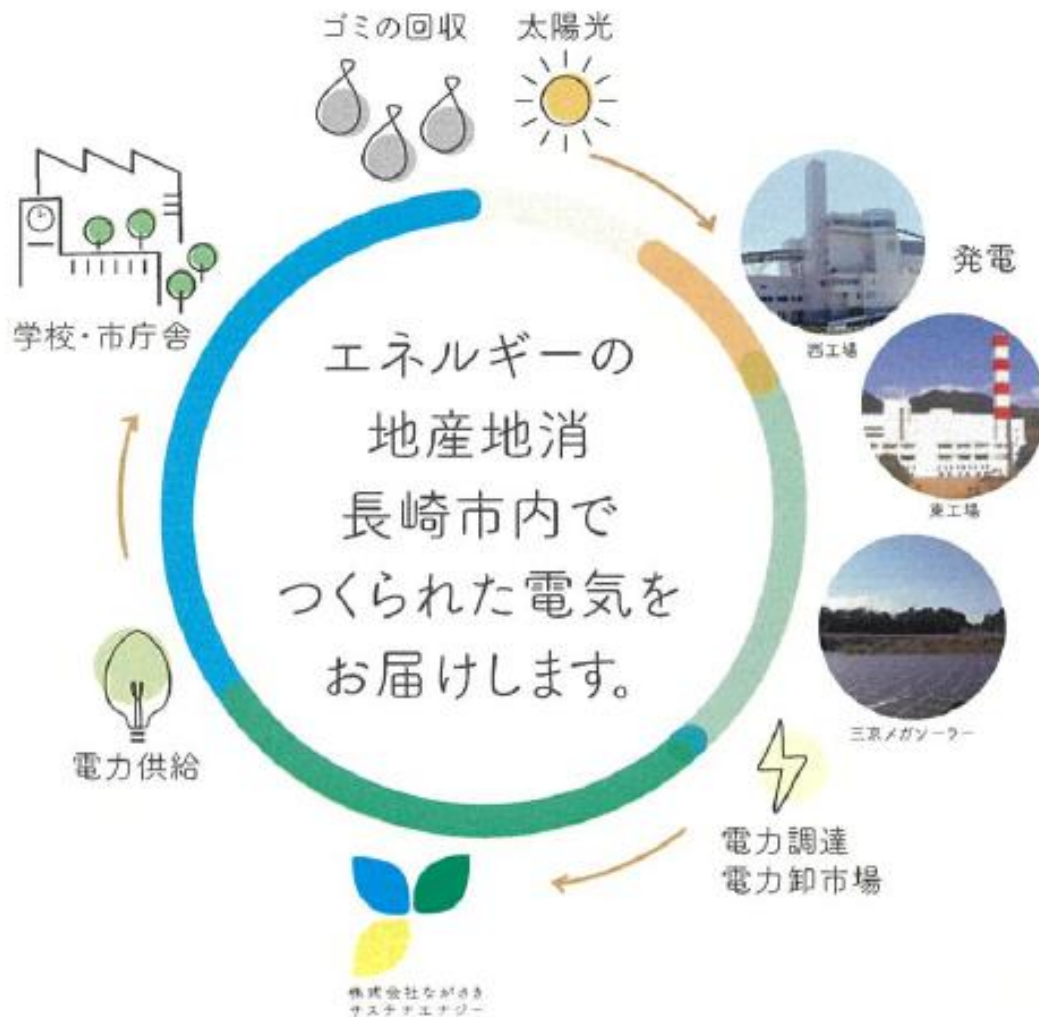 ゴミの回収
太陽光
発電
西工場
東工場
三京メガソーラー
電力調達
電力卸市場
株式会社ながさき
サステナエナジー
電力供給
学校・市庁舎
エネルギーの
地産地消
長崎市内で
つくられた電気を
お届けします。